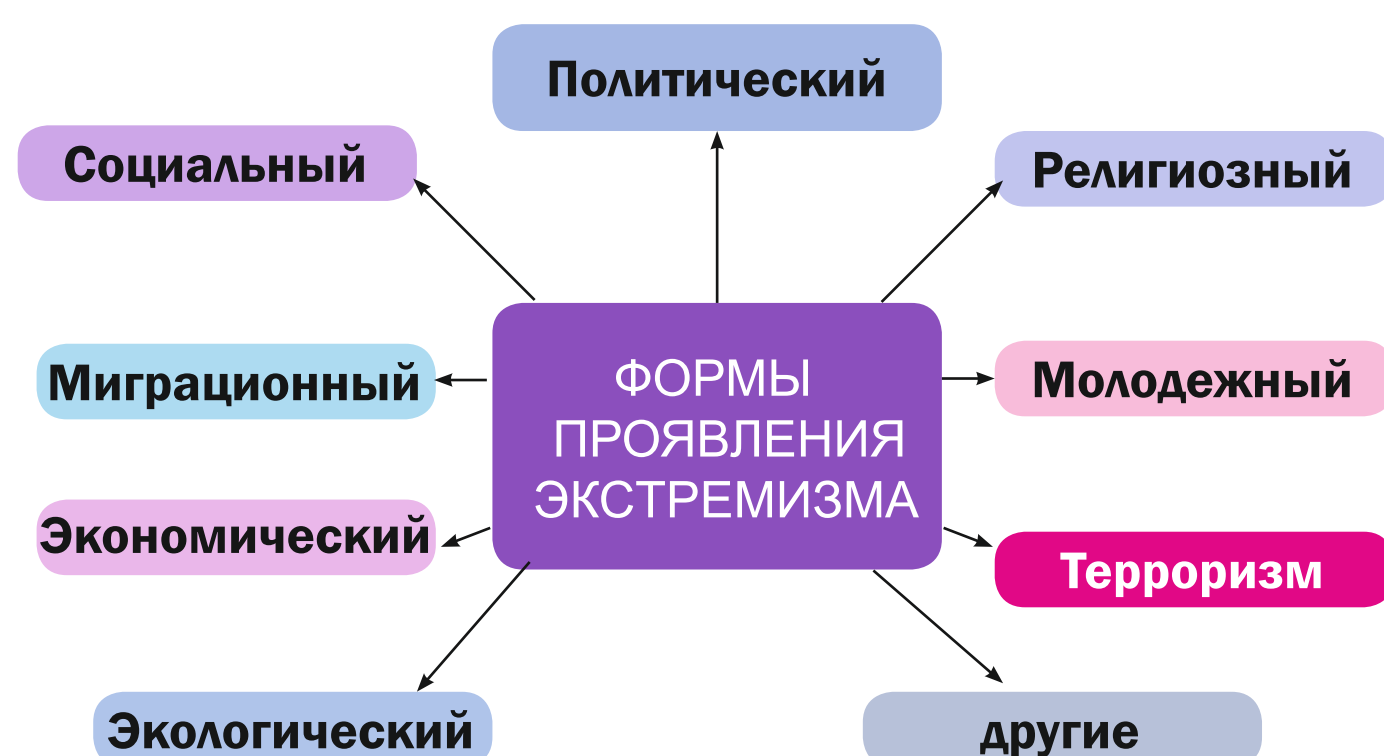 Политический
Социальный
Религиозный
ФОРМЫ
ПРОЯВЛЕНИЯ
ЭКСТРЕМИЗМА
Миграционный
Молодежный
Экономический
Терроризм
Экологический
другие